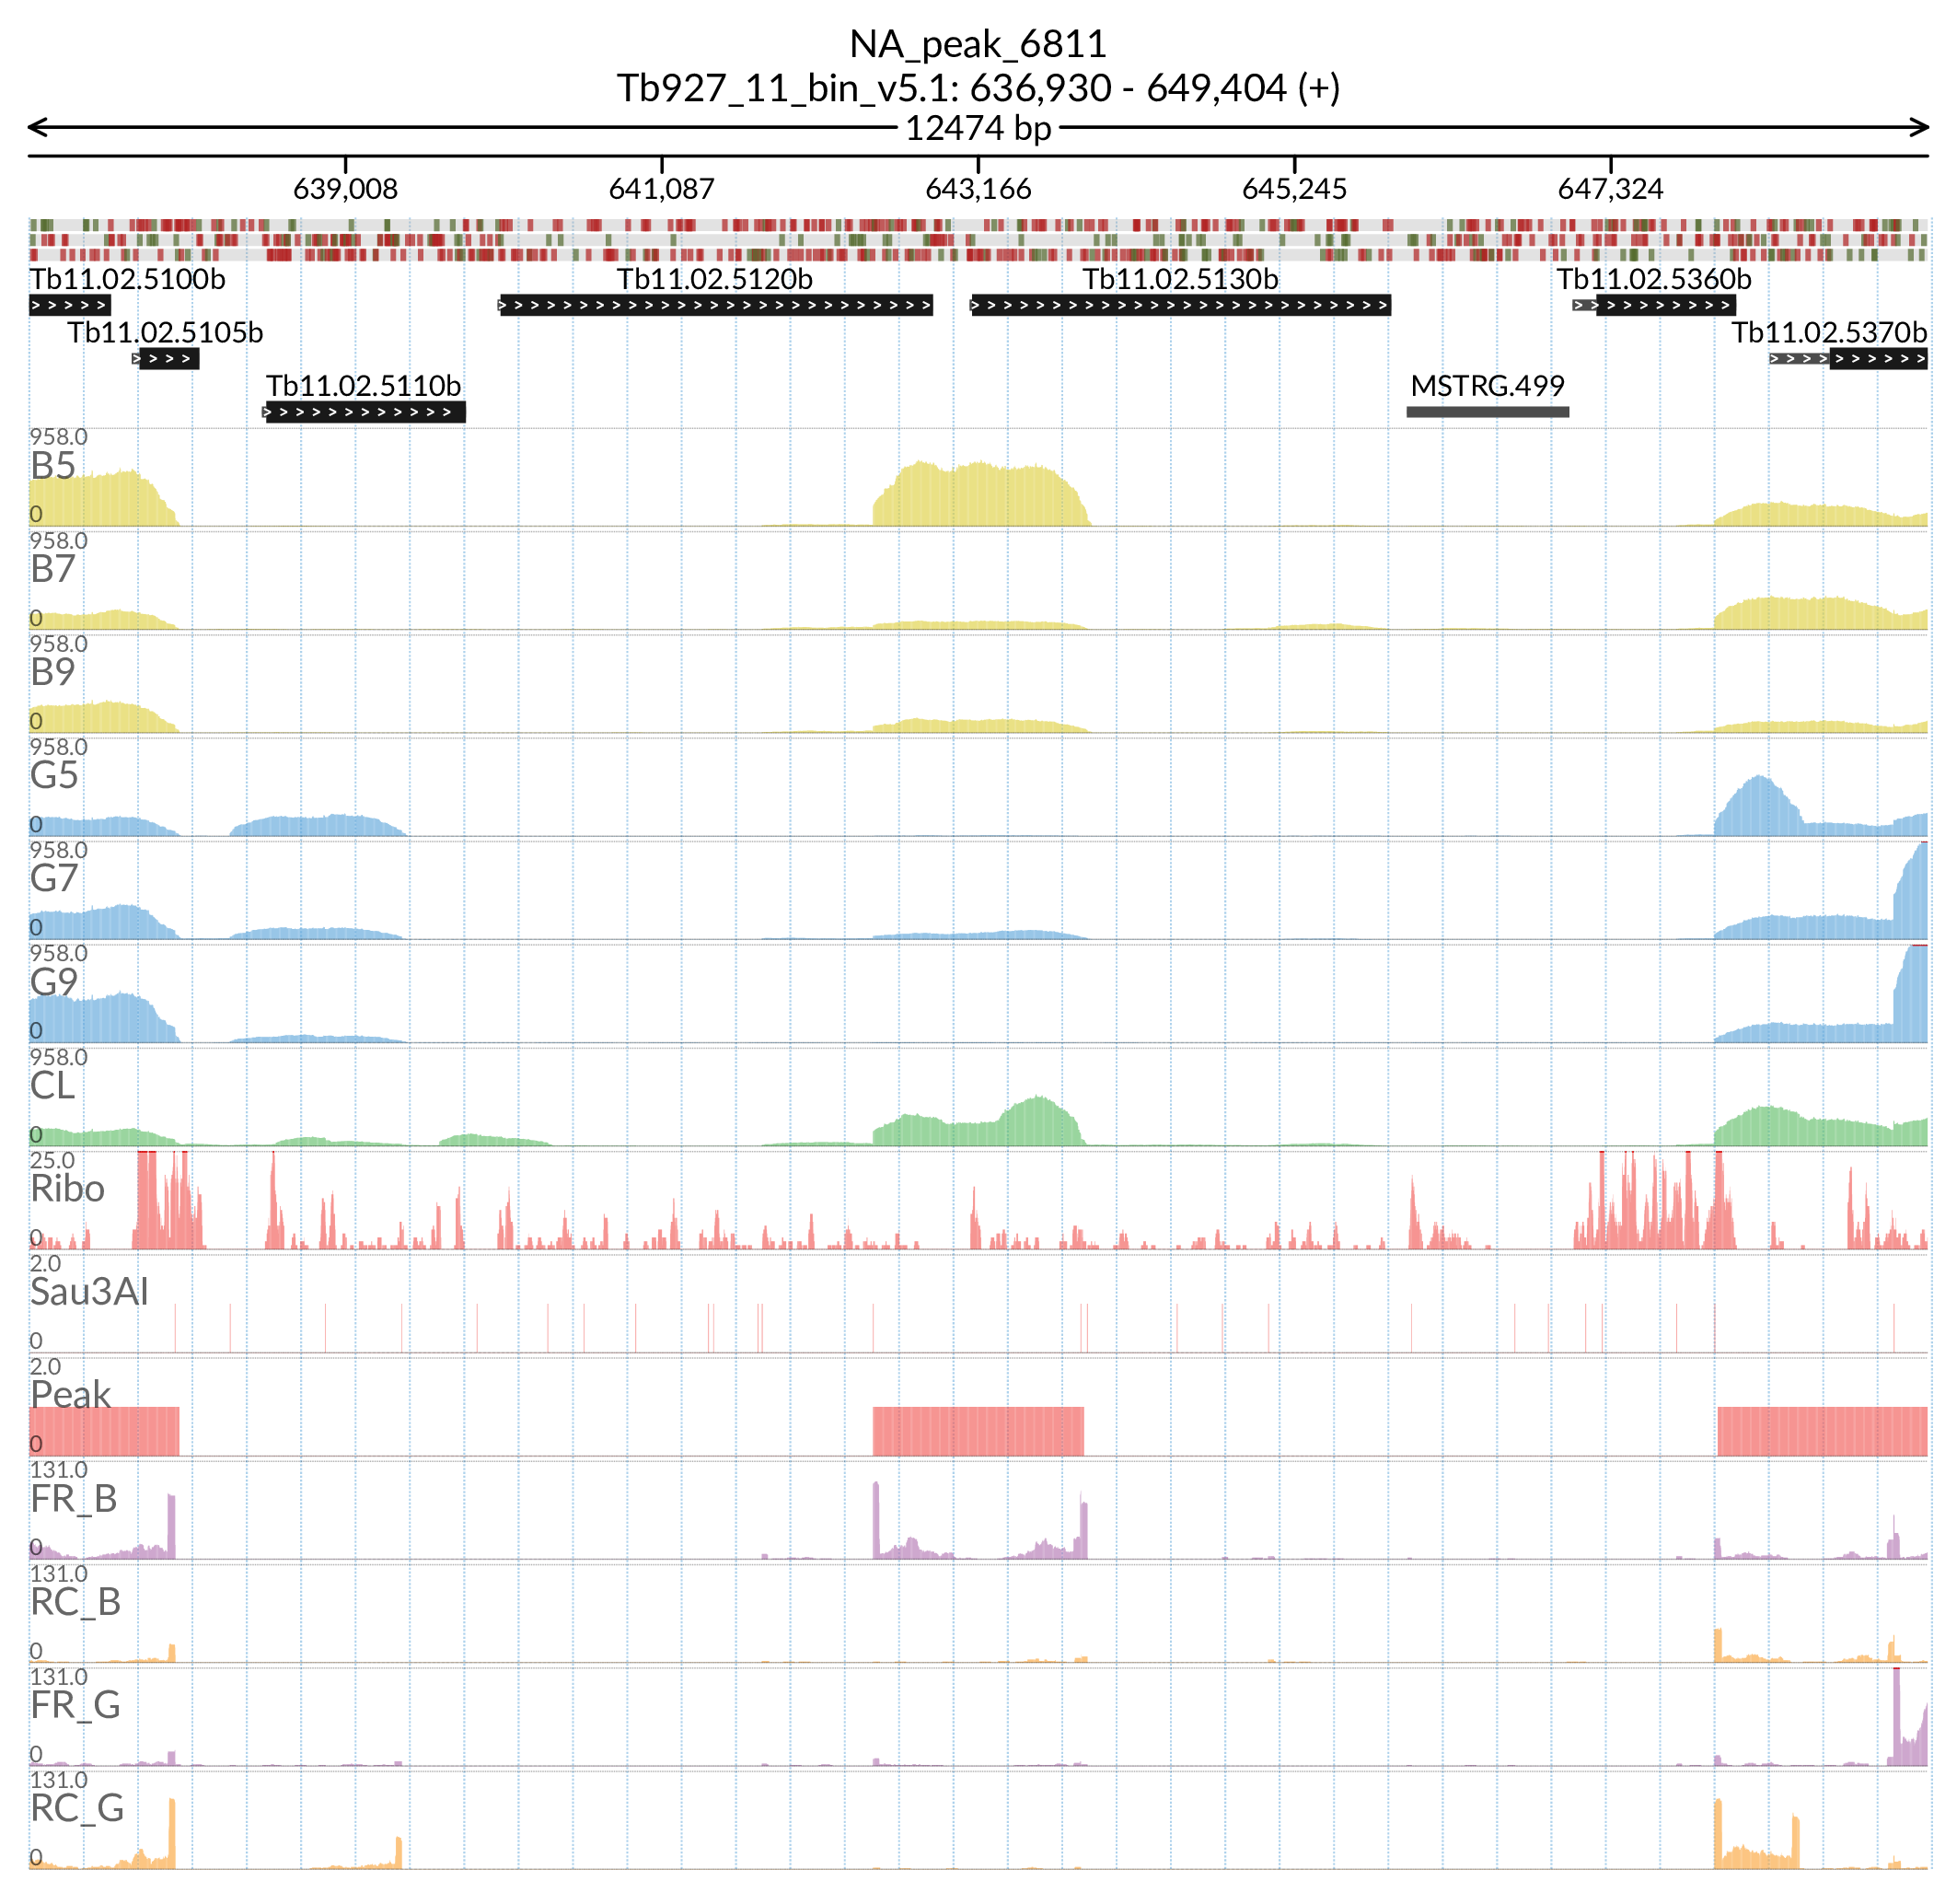 NA_peak_6811
Tb927_11_bin_v5.1: 636,930 - 649,404 (+)
12474 bp
639,008 641,087 643,166 645,245 647,324
Tb11.02.5100b Tb11.02.5120b Tb11.02.5130b Tb11.02.5360b
Tb11.02.5105b Tb11.02.5370b
Tb11.02.5110b MSTRG.499
958.0
B5
0
958.0
B7
0
958.0
B9
0
958.0
G5
0
958.0
G7
0
958.0
G9
0
958.0
CL
0
25.0
Ribo
0
2.0
Sau3AI
0
2.0
Peak
0
131.0
FR_B
0
131.0
RC_B
0
131.0
FR_G
0
131.0
RC_G
0